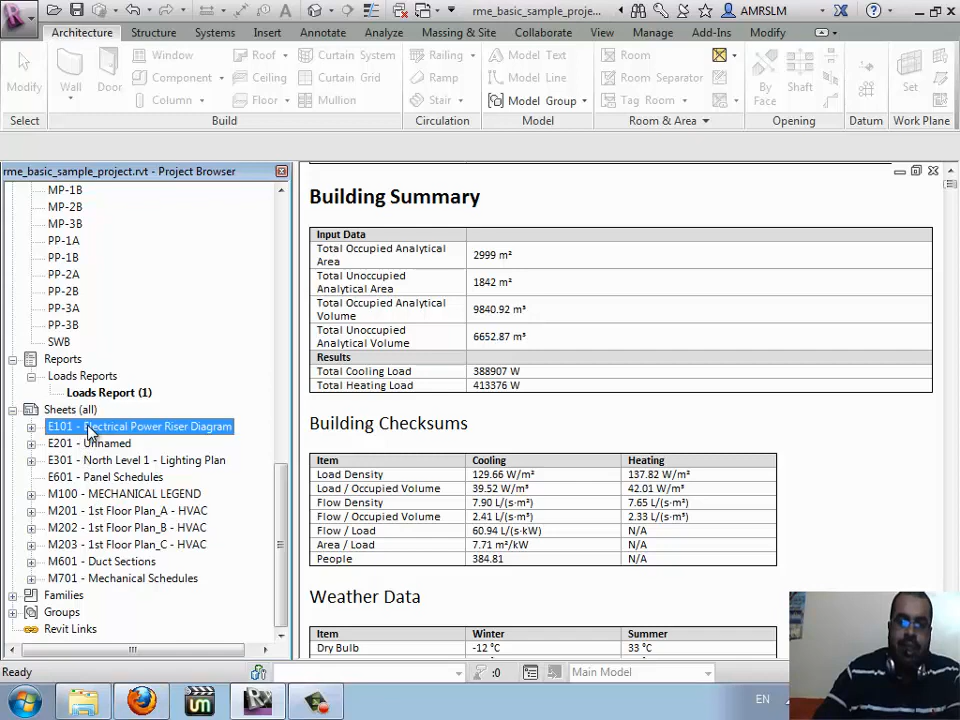 rme_basic_sample_proje...
AMRSLM
Architecture Structure Systems Insert Annotate Analyze Massing & Site Collaborate View Manage Add-Ins Modify
Modify
Wall
Door
Window
Component
Column
Roof
Ceiling
Floor
Curtain System
Curtain Grid
Mullion
Railing
Ramp
Stair
Model Text
Model Line
Model Group
Room
Room Separator
Tag Room
By Face
Shaft
Set
Select Build Circulation Model Room & Area Opening Datum Work Plane
rme_basic_sample_project.rvt - Project Browser
MP-1B
MP-2B
MP-3B
PP-1A
PP-1B
PP-2A
PP-2B
PP-3A
PP-3B
SWB
Reports
Loads Reports
Loads Report (1)
Sheets (all)
E101 - Electrical Power Riser Diagram
E201 - Unnamed
E301 - North Level 1 - Lighting Plan
E601 - Panel Schedules
M100 - MECHANICAL LEGEND
M201 - 1st Floor Plan_A - HVAC
M202 - 1st Floor Plan_B - HVAC
M203 - 1st Floor Plan_C - HVAC
M601 - Duct Sections
M701 - Mechanical Schedules
Families
Groups
Revit Links
Building Summary
Input Data
Total Occupied Analytical Area 2999 m²
Total Unoccupied Analytical Area 1842 m²
Total Occupied Analytical Volume 9840.92 m³
Total Unoccupied Analytical Volume 6652.87 m³
Results
Total Cooling Load 388907 W
Total Heating Load 413376 W
Building Checksums
Item Cooling Heating
Load Density 129.66 W/m² 137.82 W/m²
Load / Occupied Volume 39.52 W/m³ 42.01 W/m³
Flow Density 7.90 L/(s·m²) 7.65 L/(s·m²)
Flow / Occupied Volume 2.41 L/(s·m³) 2.33 L/(s·m³)
Flow / Load 60.94 L/(s·kW) N/A
Area / Load 7.71 m²/kW N/A
People 384.81
Weather Data
Item Winter Summer
Dry Bulb -12 °C 33 °C
Ready
:0
Main Model
EN